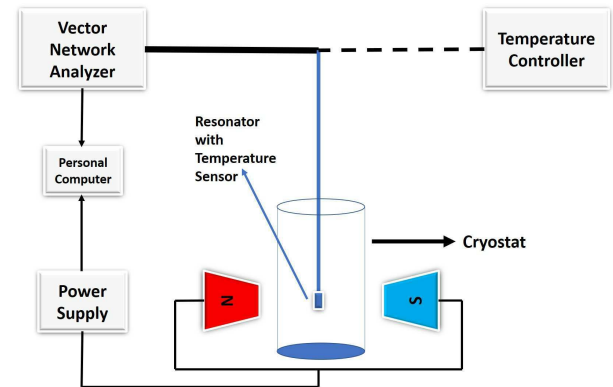 Vector
Network
Analyzer
Temperature
Controller
Resonator
with
Temperature
Sensor
Personal
Computer
Cryostat
Power
Supply
N
S